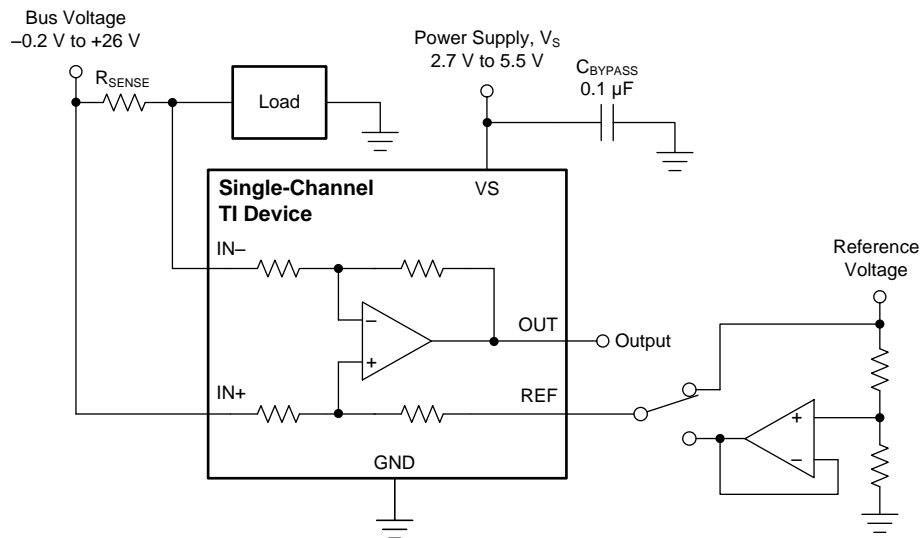 Bus Voltage
–0.2 V to +26 V
RSENSE
Load
Power Supply, VS
2.7 V to 5.5 V
CBYPASS
0.1 µF
Single-Channel
TI Device
VS
IN–
–
+
OUT
Output
IN+
REF
GND
Reference
Voltage
+
–